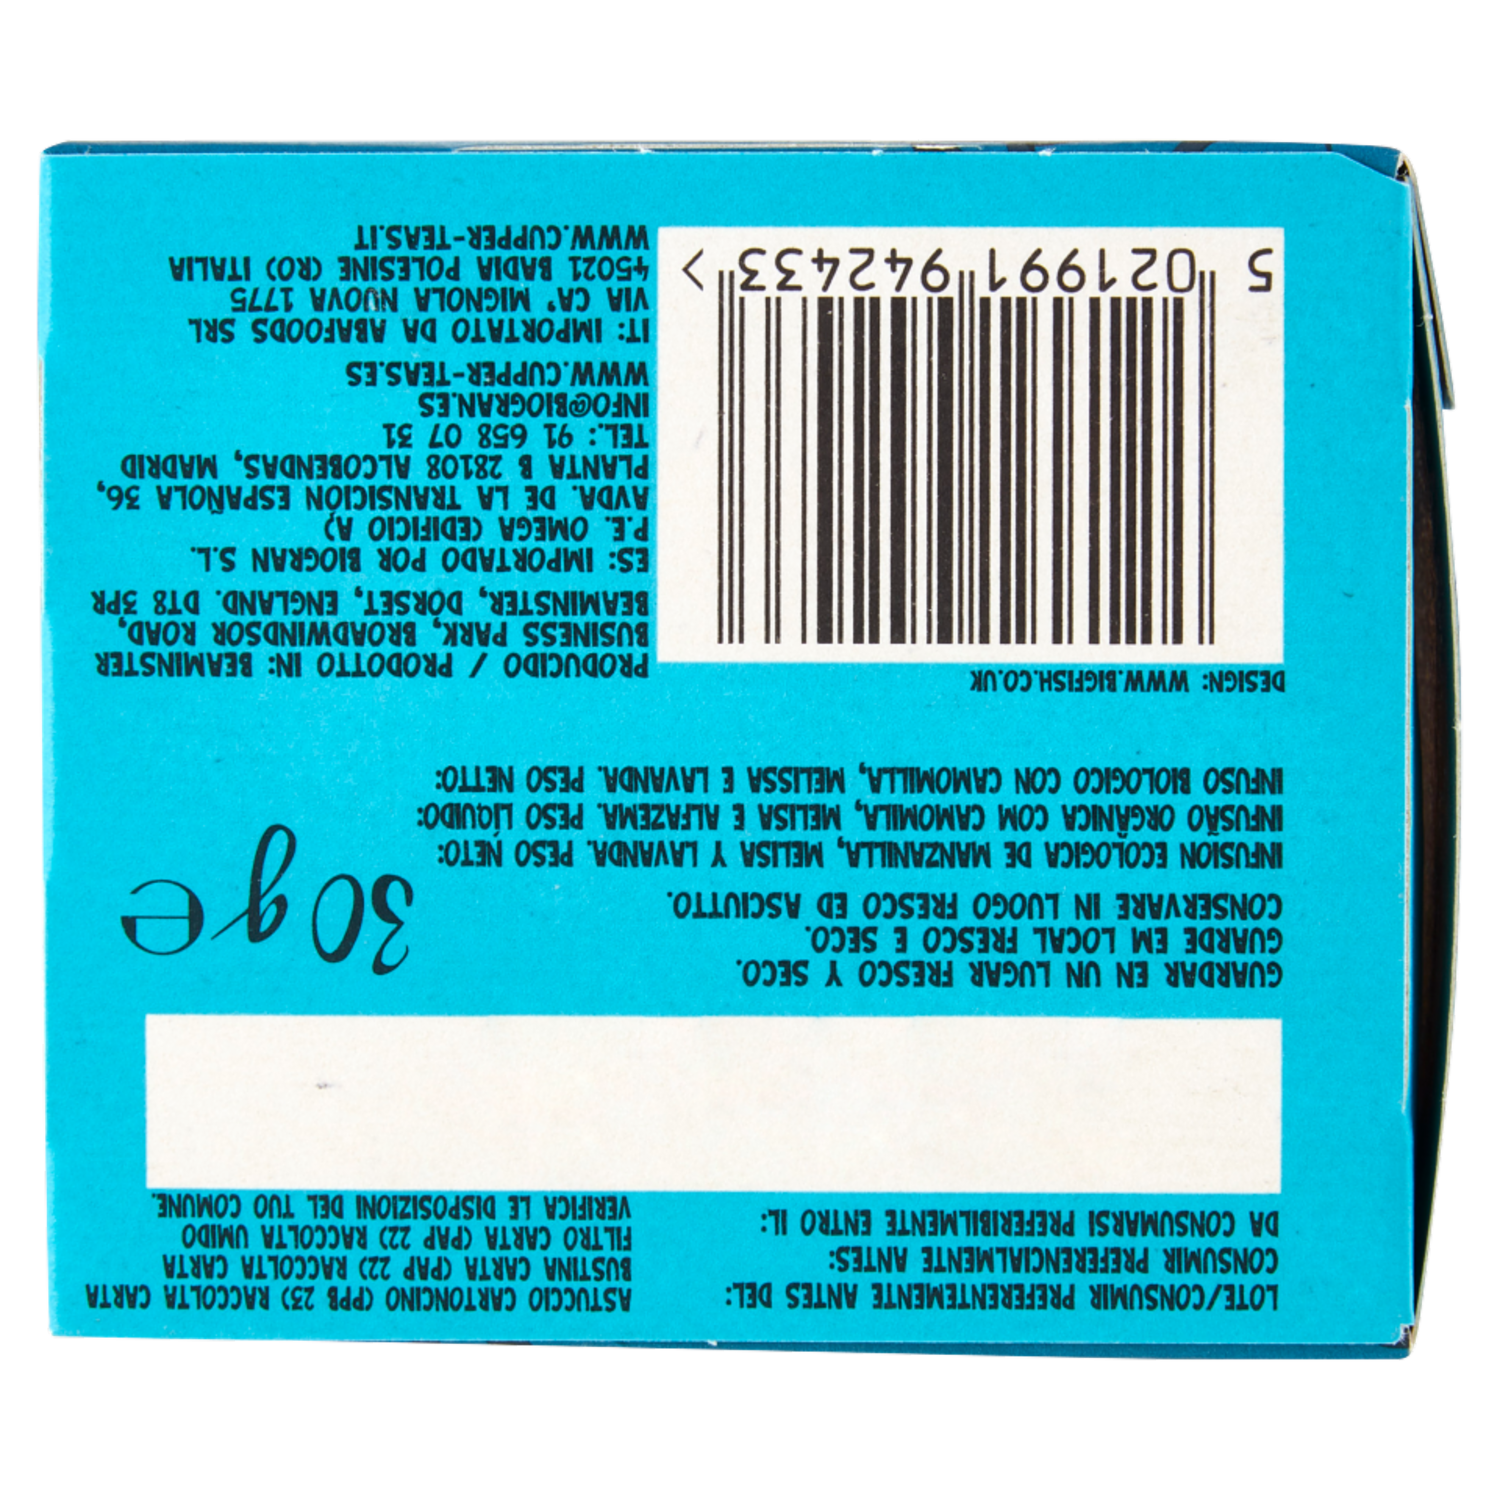 LOTE/CONSUMIR PREFERENTEMENTE ANTES DEL:
CONSUMIR PREFERENCIALMENTE ANTES:
DA CONSUMARSI PREFERIBILMENTE ENTRO IL:
ASTUCCIO CARTONCINO (PPB 23) RACCOLTA CARTA
BUSTINA CARTA (PAP 22) RACCOLTA CARTA
FILTRO CARTA (PAP 22) RACCOLTA UMIDO
VERIFICA LE DISPOSIZIONI DEL TUO COMUNE.
GUARDAR EN UN LUGAR FRESCO Y SECO.
GUARDE EM LOCAL FRESCO E SECO.
CONSERVARE IN LUOGO FRESCO ED ASCIUTTO.
INFUSIÓN ECOLÓGICA DE MANZANILLA, MELISA Y LAVANDA. PESO NETO:
INFUSÃO ORGÂNICA COM CAMOMILA, MELISA E ALFAZEMA. PESO LÍQUIDO:
INFUSO BIOLOGICO CON CAMOMILLA, MELISSA E LAVANDA. PESO NETTO:
30g e
DESIGN: WWW.BIGFISH.CO.UK
5 021991 942433 >
PRODUCIDO / PRODOTTO IN: BEAMINSTER
BUSINESS PARK, BROADWINDSOR ROAD,
BEAMINSTER, DORSET, ENGLAND. DT8 3PR
ES: IMPORTADO POR BIOGRAN S.L.
P.E. OMEGA (EDIFICIO A)
AVDA. DE LA TRANSICIÓN ESPAÑOLA 36,
PLANTA B 28108 ALCOBENDAS, MADRID
TEL.: 91 658 07 31
INFO@BIOGRAN.ES
WWW.CUPPER-TEAS.ES
IT: IMPORTATO DA ABAFOODS SRL
VIA CA' MIGNOLA NUOVA 1775
45021 BADIA POLESINE (RO) ITALIA
WWW.CUPPER-TEAS.IT